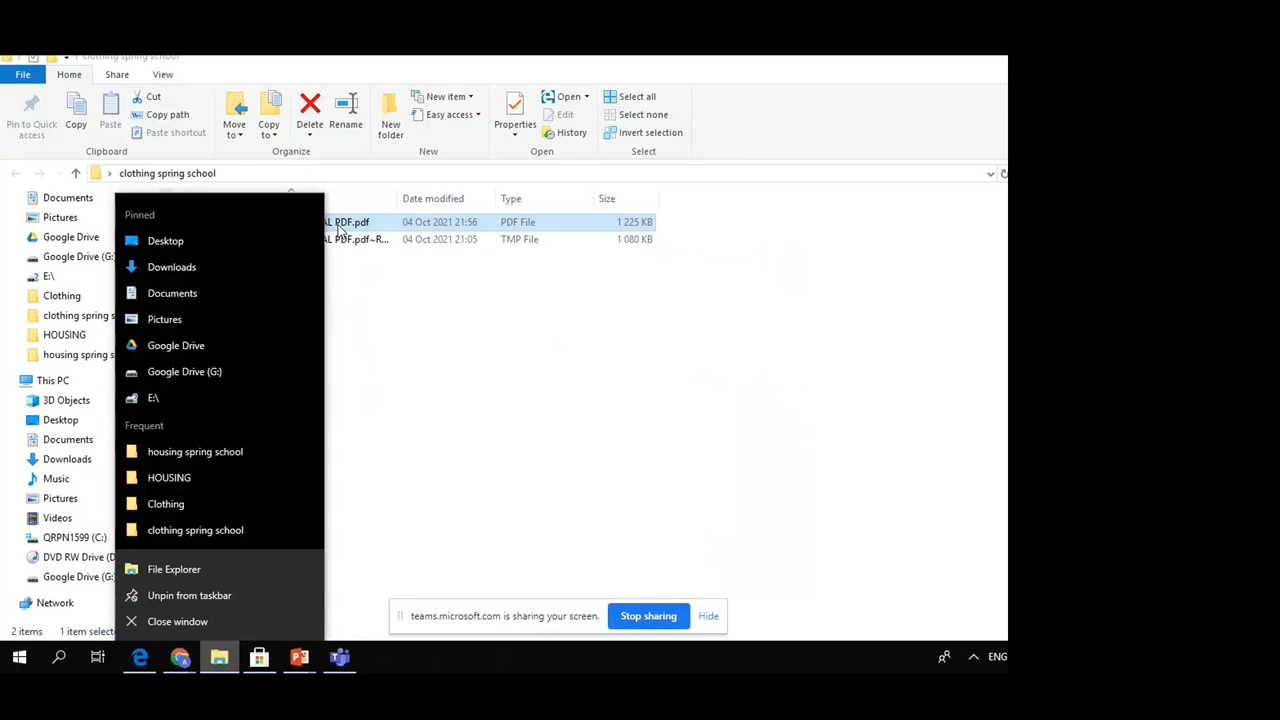 clothing spring school
File Home Share View
Pin to Quick access
Copy
Paste
Cut
Copy path
Paste shortcut
Clipboard
Move to
Copy to
Delete
Rename
Organize
New folder
New item
Easy access
New
Properties
Open
Edit
History
Open
Select all
Select none
Invert selection
Select
clothing spring school
Date modified Type Size
AL PDF.pdf 04 Oct 2021 21:56 PDF File 1 225 KB
AL PDF.pdf~R... 04 Oct 2021 21:05 TMP File 1 080 KB
Documents
Pictures
Google Drive
Google Drive (G:)
E:\
Clothing
clothing spring s
HOUSING
housing spring s
This PC
3D Objects
Desktop
Documents
Downloads
Music
Pictures
Videos
QRPN1599 (C:)
DVD RW Drive (D
Google Drive (G:)
Network
2 items 1 item select
Pinned
Desktop
Downloads
Documents
Pictures
Google Drive
Google Drive (G:)
E:\
Frequent
housing spring school
HOUSING
Clothing
clothing spring school
File Explorer
Unpin from taskbar
Close window
teams.microsoft.com is sharing your screen. Stop sharing Hide
ENG